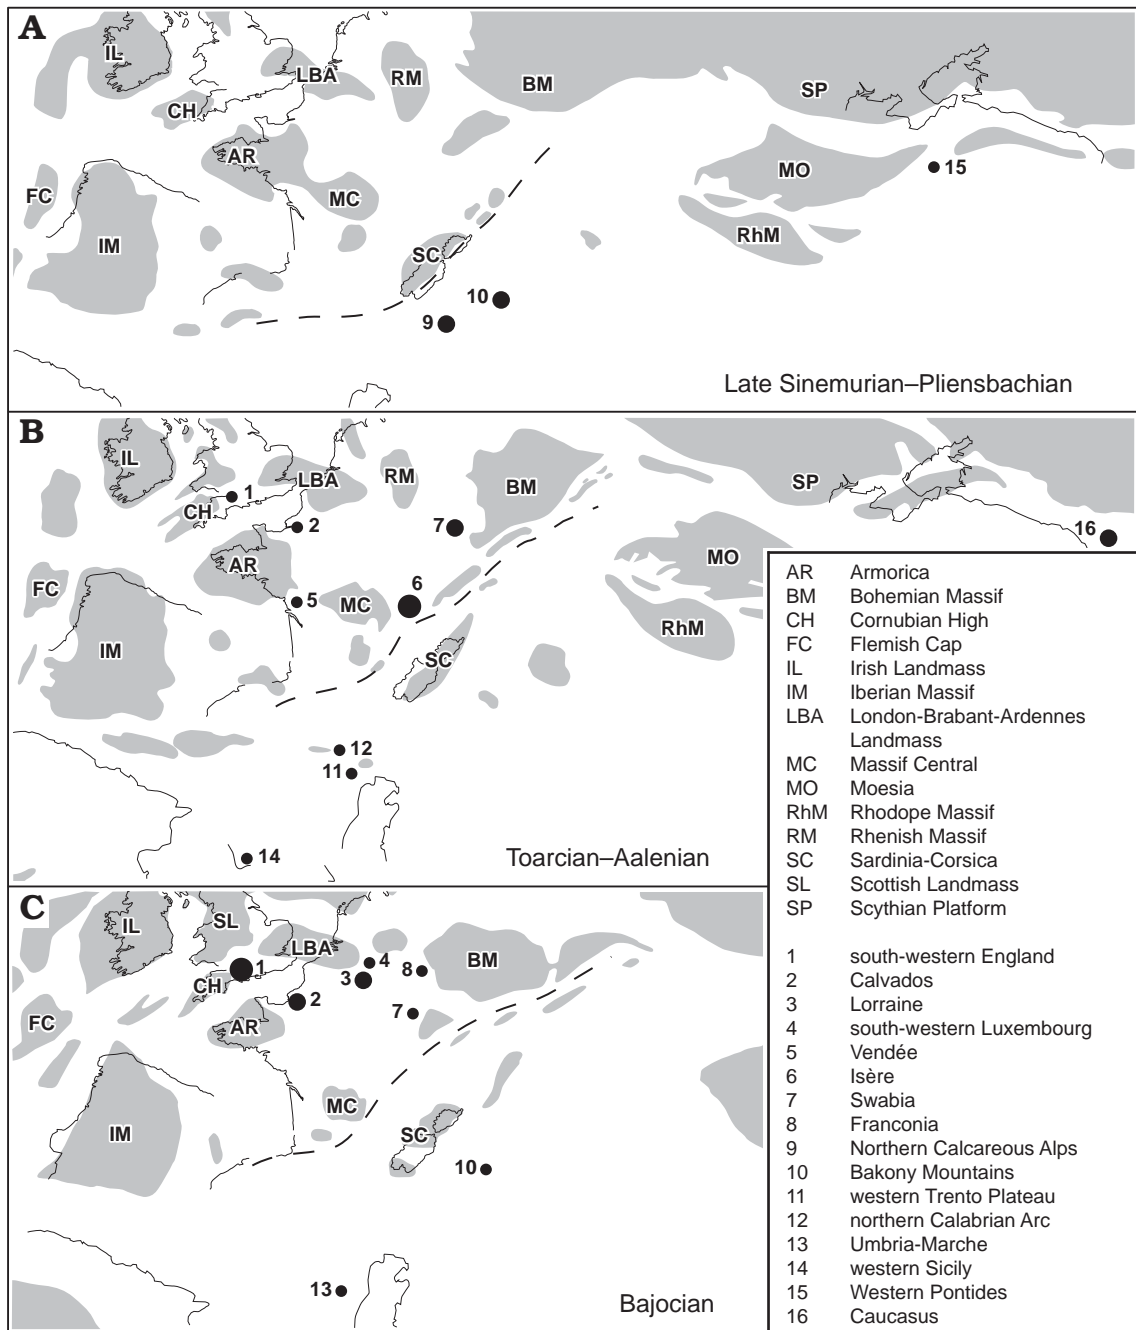 A
IL
LBA
RM
BM
SP
CH
AR
MO
15
FC
MC
IM
RhM
SC
10
9
Late Sinemurian–Pliensbachian
B
IL
LBA
RM
BM
SP
1
CH
2
7
16
AR
MO
FC
6
5
MC
RhM
IM
SC
12
11
14
Toarcian–Aalenian
C
IL
SL
LBA
4
BM
1
3
8
CH
2
7
FC
AR
MC
IM
SC
10
13
Bajocian
AR Armorica
BM Bohemian Massif
CH Cornubian High
FC Flemish Cap
IL Irish Landmass
IM Iberian Massif
LBA London-Brabant-Ardennes
Landmass
MC Massif Central
MO Moesia
RhM Rhodope Massif
RM Rhenish Massif
SC Sardinia-Corsica
SL Scottish Landmass
SP Scythian Platform
1 south-western England
2 Calvados
3 Lorraine
4 south-western Luxembourg
5 Vendée
6 Isère
7 Swabia
8 Franconia
9 Northern Calcareous Alps
10 Bakony Mountains
11 western Trento Plateau
12 northern Calabrian Arc
13 Umbria-Marche
14 western Sicily
15 Western Pontides
16 Caucasus